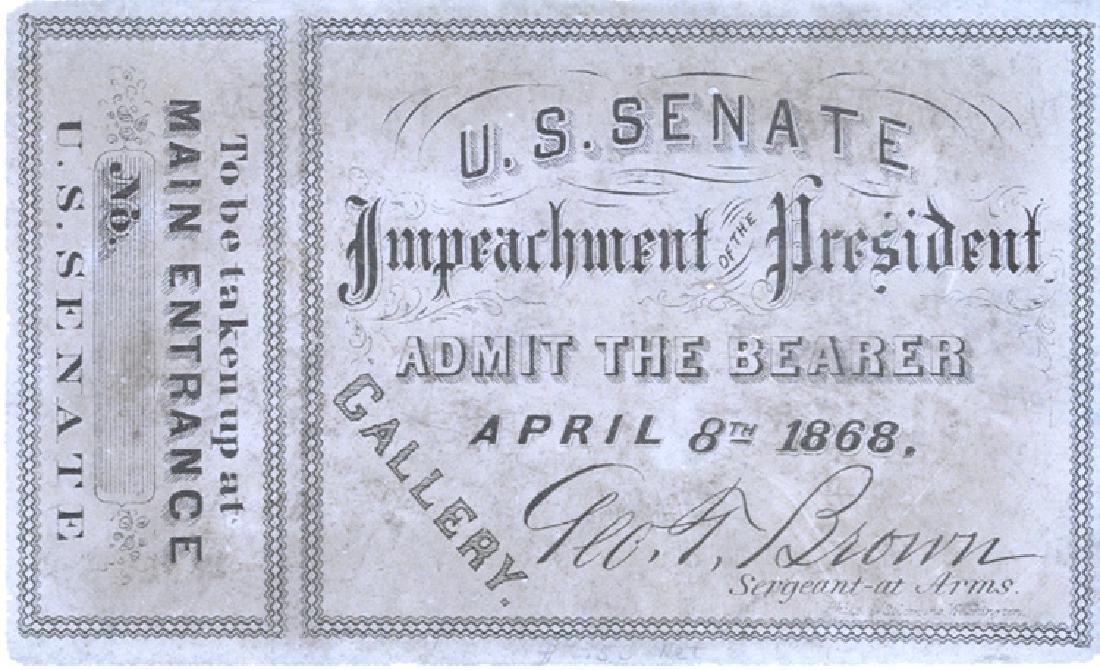 To be taken up at
MAIN ENTRANCE
No.
U.S. SENATE
U.S. SENATE
Impeachment OF THE President
ADMIT THE BEARER
APRIL 8TH 1868.
GALLERY.
Geo. T. Brown
Sergeant-at Arms.